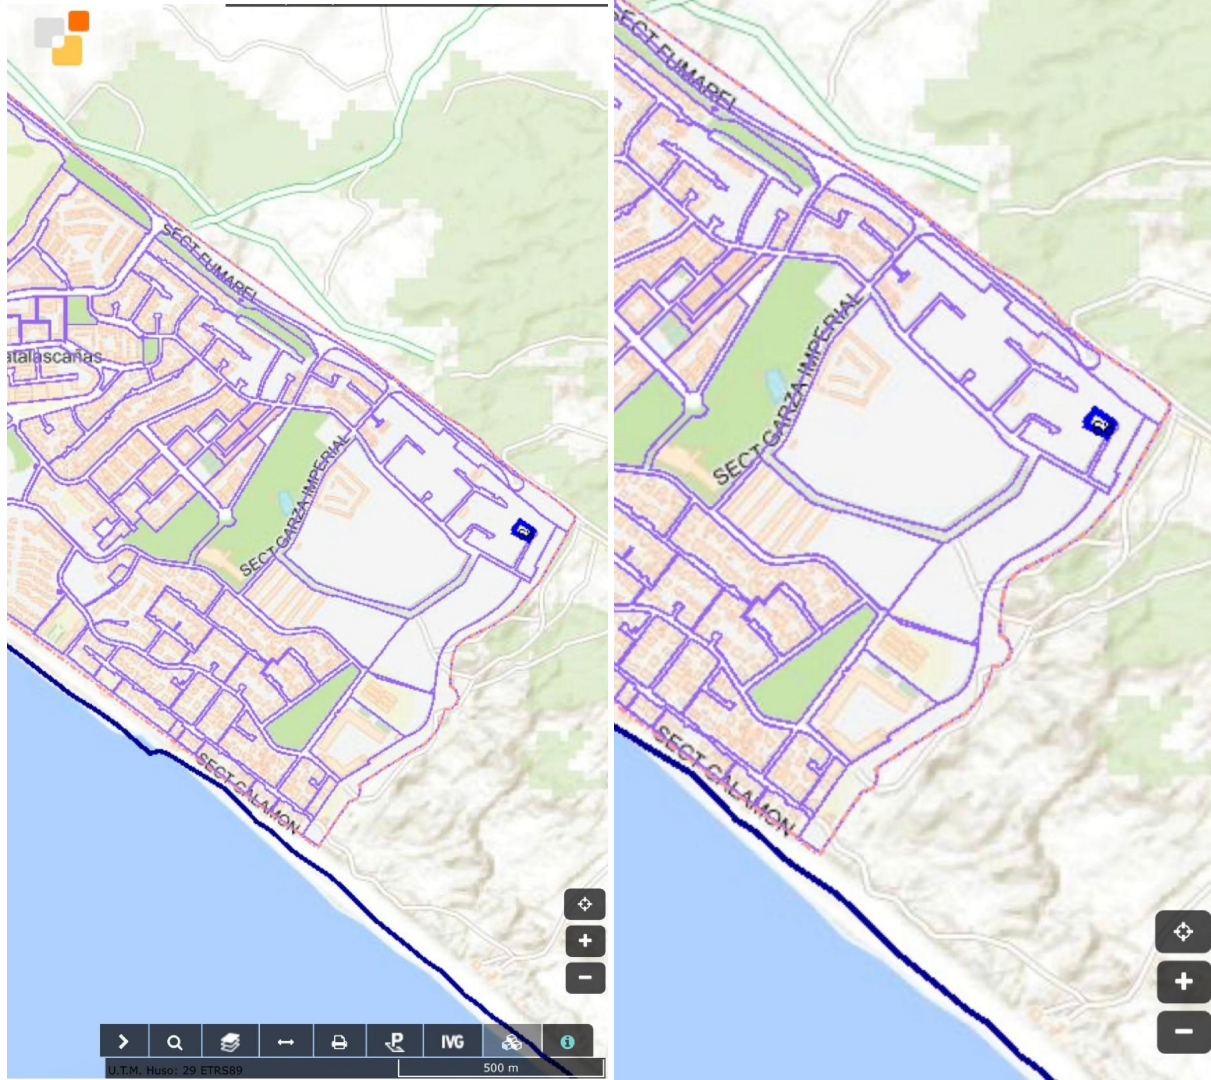 SECT-FUMAREL
atalascañas
SECT-GARZA-IMPERIAL
SECT-CALAMON
IVG
U.T.M. Huso: 29 ETRS89
500 m
SECT-FUMAREL
SECT-GARZA-IMPERIAL
SECT-CALAMON